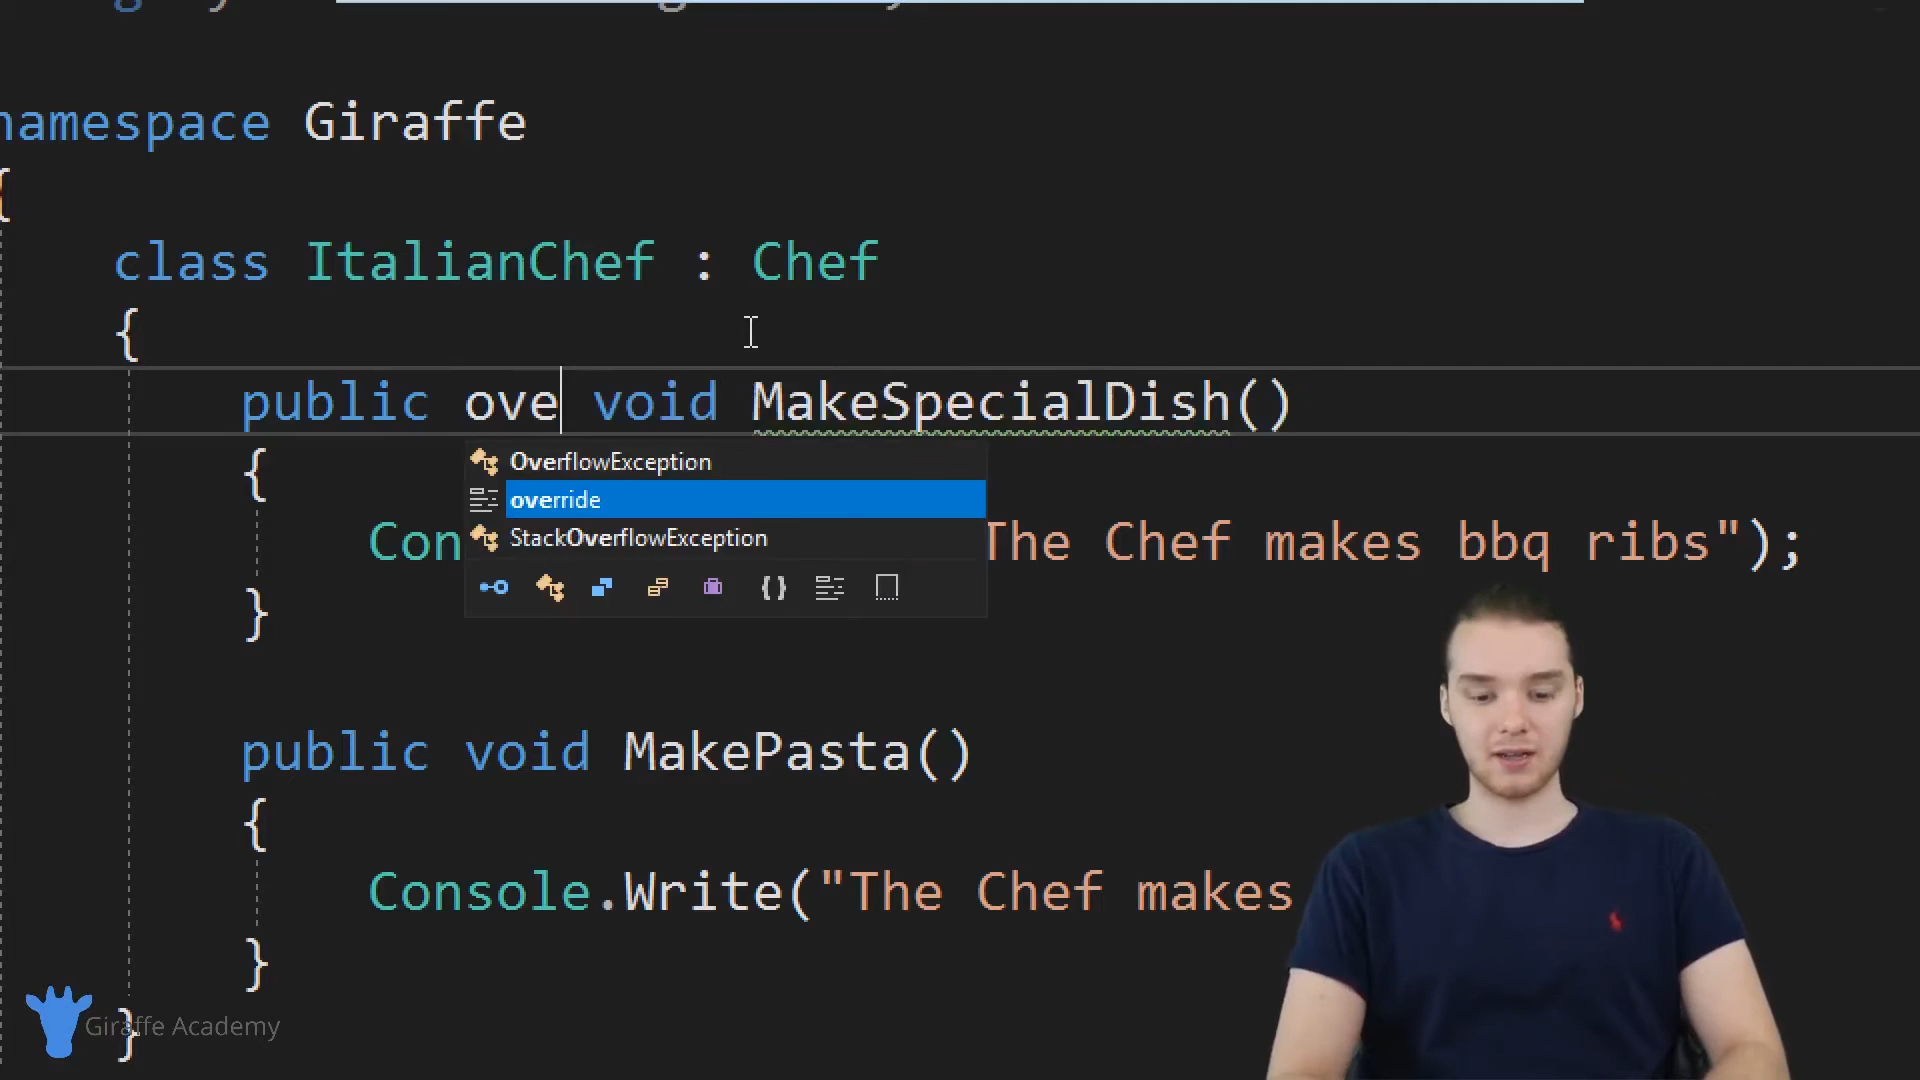 namespace Giraffe
{
class ItalianChef : Chef
{
public ove void MakeSpecialDish()
{
OverflowException
override
StackOverflowException
Con The Chef makes bbq ribs");
}
public void MakePasta()
{
Console.Write("The Chef makes
}
}
Giraffe Academy